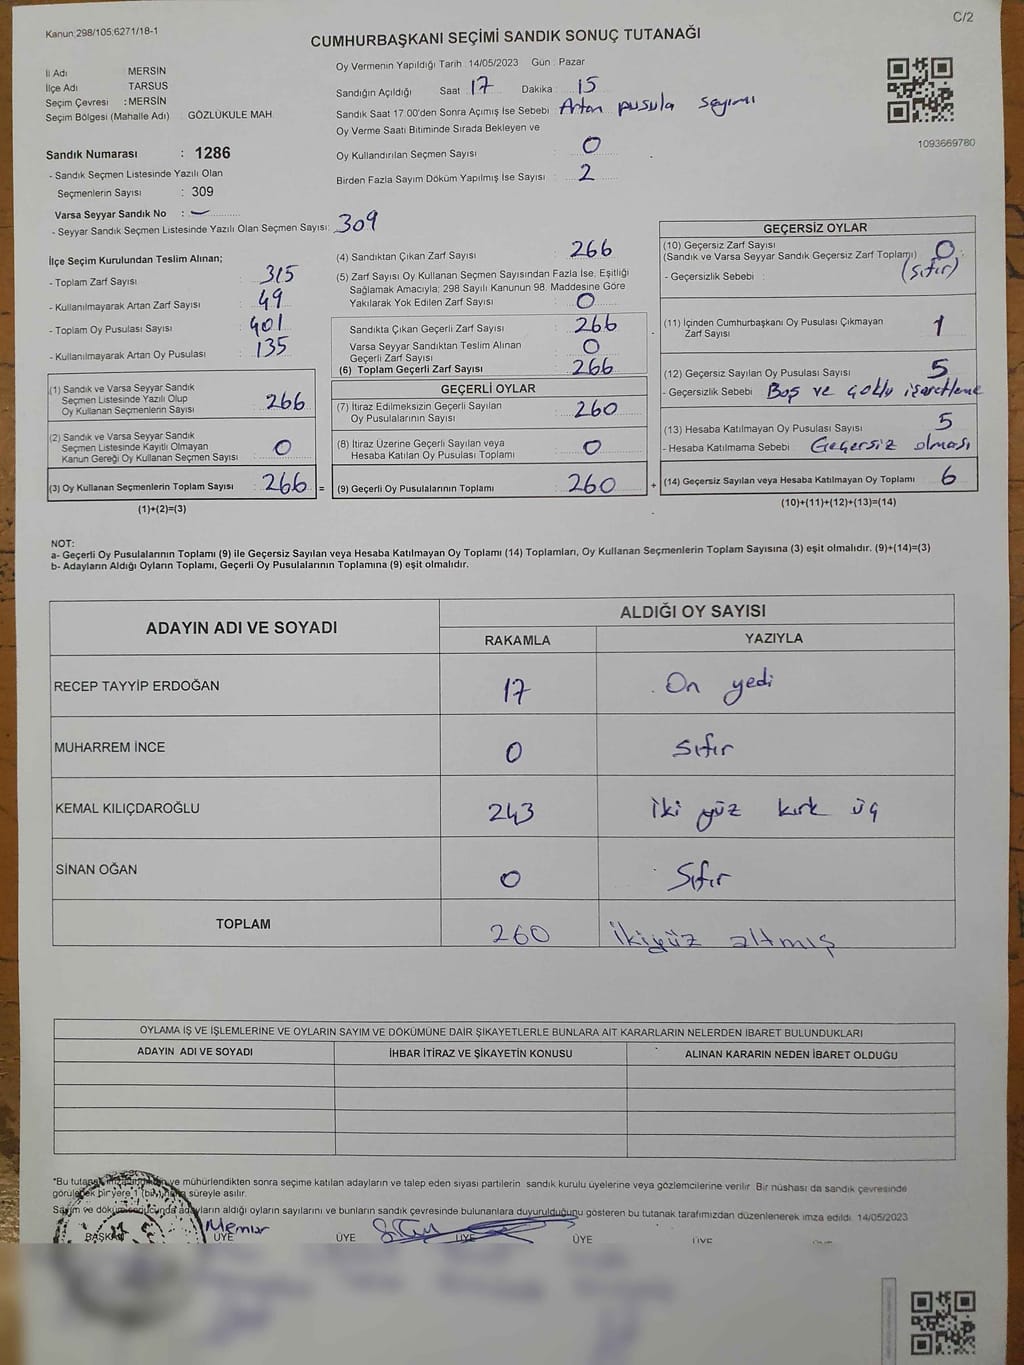 C/2
Kanun:298/105;6271/18-1
CUMHURBAŞKANI SEÇİMİ SANDIK SONUÇ TUTANAĞI
İl Adı MERSİN
İlçe Adı TARSUS
Seçim Çevresi : MERSİN
Seçim Bölgesi (Mahalle Adı) : GÖZLÜKULE MAH.
Sandık Numarası : 1286
- Sandık Seçmen Listesinde Yazılı Olan
Seçmenlerin Sayısı : 309
Varsa Seyyar Sandık No : –
- Seyyar Sandık Seçmen Listesinde Yazılı Olan Seçmen Sayısı: 309
Oy Vermenin Yapıldığı Tarih : 14/05/2023 Gün : Pazar
Sandığın Açıldığı Saat : 17 Dakika : 15
Sandık Saat 17.00'den Sonra Açımış İse Sebebi : Artan pusula sayımı
Oy Verme Saati Bitiminde Sırada Bekleyen ve
Oy Kullandırılan Seçmen Sayısı : 0
Birden Fazla Sayım Döküm Yapılmış İse Sayısı : 2
1093669780
İlçe Seçim Kurulundan Teslim Alınan;
- Toplam Zarf Sayısı : 315
- Kullanılmayarak Artan Zarf Sayısı : 49
- Toplam Oy Pusulası Sayısı : 401
- Kullanılmayarak Artan Oy Pusulası : 135
(1) Sandık ve Varsa Seyyar Sandık
Seçmen Listesinde Yazılı Olup
Oy Kullanan Seçmenlerin Sayısı : 266
(2) Sandık ve Varsa Seyyar Sandık
Seçmen Listesinde Kayıtlı Olmayan
Kanun Gereği Oy Kullanan Seçmen Sayısı : 0
(3) Oy Kullanan Seçmenlerin Toplam Sayısı : 266 =
(1)+(2)=(3)
(4) Sandıktan Çıkan Zarf Sayısı : 266
(5) Zarf Sayısı Oy Kullanan Seçmen Sayısından Fazla İse, Eşitliği
Sağlamak Amacıyla; 298 Sayılı Kanunun 98. Maddesine Göre
Yakılarak Yok Edilen Zarf Sayısı : 0
Sandıkta Çıkan Geçerli Zarf Sayısı : 266
Varsa Seyyar Sandıktan Teslim Alınan
Geçerli Zarf Sayısı : 0
(6) Toplam Geçerli Zarf Sayısı : 266
GEÇERLİ OYLAR
(7) İtiraz Edilmeksizin Geçerli Sayılan
Oy Pusulalarının Sayısı : 260
(8) İtiraz Üzerine Geçerli Sayılan veya
Hesaba Katılan Oy Pusulası Toplamı : 0
(9) Geçerli Oy Pusulalarının Toplamı : 260 +
GEÇERSİZ OYLAR
(10) Geçersiz Zarf Sayısı
(Sandık ve Varsa Seyyar Sandık Geçersiz Zarf Toplamı) : 0
- Geçersizlik Sebebi : (sıfır)
(11) İçinden Cumhurbaşkanı Oy Pusulası Çıkmayan
Zarf Sayısı : 1
(12) Geçersiz Sayılan Oy Pusulası Sayısı : 5
- Geçersizlik Sebebi : Boş ve çoklu işaretleme
(13) Hesaba Katılmayan Oy Pusulası Sayısı : 5
- Hesaba Katılmama Sebebi : Geçersiz olması
(14) Geçersiz Sayılan veya Hesaba Katılmayan Oy Toplamı : 6
(10)+(11)+(12)+(13)=(14)
NOT:
a- Geçerli Oy Pusulalarının Toplamı (9) ile Geçersiz Sayılan veya Hesaba Katılmayan Oy Toplamı (14) Toplamları, Oy Kullanan Seçmenlerin Toplam Sayısına (3) eşit olmalıdır. (9)+(14)=(3)
b- Adayların Aldığı Oyların Toplamı, Geçerli Oy Pusulalarının Toplamına (9) eşit olmalıdır.
ADAYIN ADI VE SOYADI ALDIĞI OY SAYISI
RAKAMLA YAZIYLA
RECEP TAYYİP ERDOĞAN 17 On yedi
MUHARREM İNCE 0 Sıfır
KEMAL KILIÇDAROĞLU 243 İki yüz kırk üç
SİNAN OĞAN 0 Sıfır
TOPLAM 260 ikiyüz altmış
OYLAMA İŞ VE İŞLEMLERİNE VE OYLARIN SAYIM VE DÖKÜMÜNE DAİR ŞİKAYETLERLE BUNLARA AİT KARARLARIN NELERDEN İBARET BULUNDUKLARI
ADAYIN ADI VE SOYADI İHBAR İTİRAZ VE ŞİKAYETİN KONUSU ALINAN KARARIN NEDEN İBARET OLDUĞU
*Bu tutanak ve mühürlendikten sonra seçime katılan adayların ve talep eden siyasi partilerin sandık kurulu üyelerine veya gözlemcilerine verilir. Bir nüshası da sandık çevresinde
görülecek bir yere 1 (bir) hafta süreyle asılır.
Sayım ve döküm sonucunda adayların aldığı oyların sayılarını ve bunların sandık çevresinde bulunanlara duyurulduğunu gösteren bu tutanak tarafımızdan düzenlenerek imza edildi. 14/05/2023
BAŞKAN Memur ÜYE ÜYE ÜYE ÜYE ÜYE